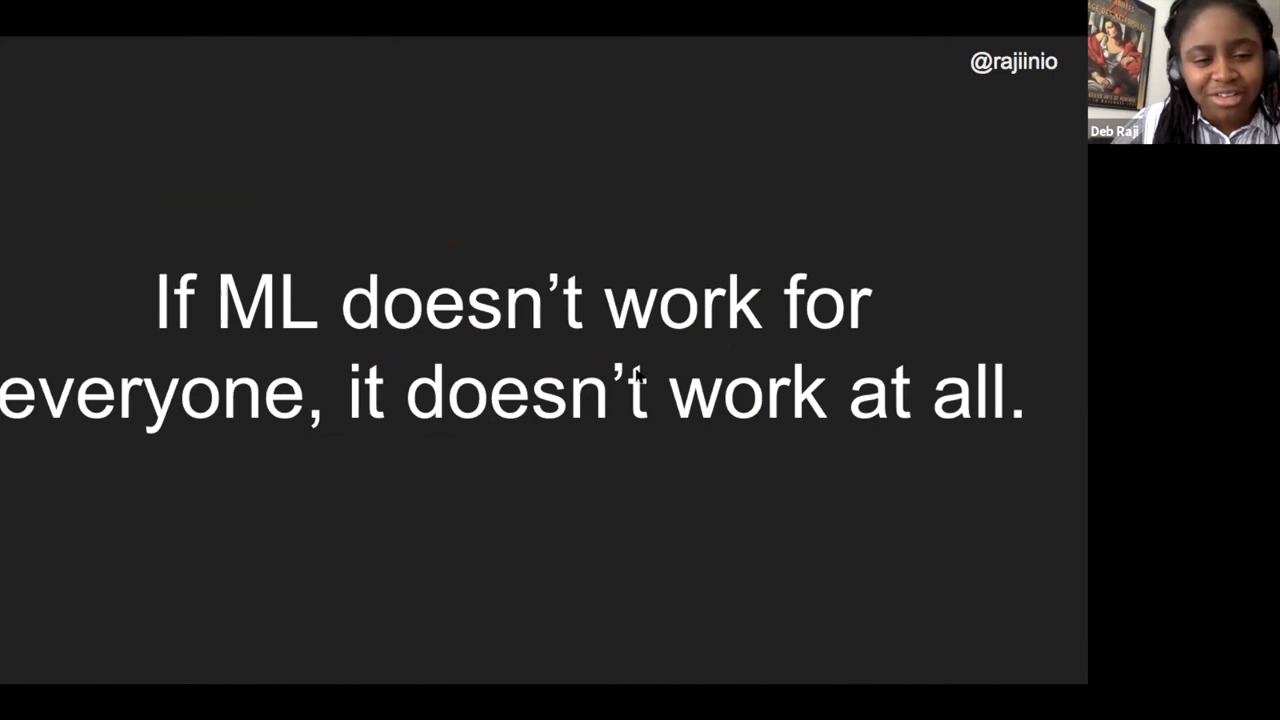 @rajiinio
Deb Raji
If ML doesn’t work for
everyone, it doesn’t work at all.